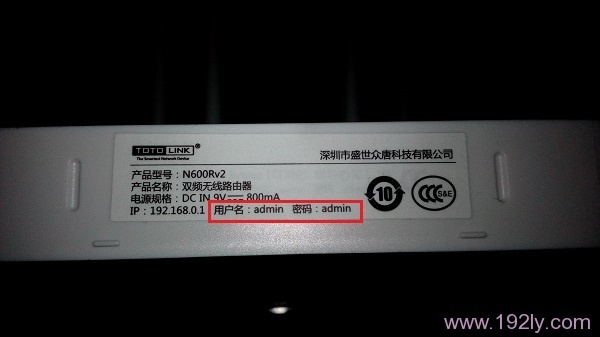 TOTO LINK®
The Smartest Network Device
深圳市盛世众唐科技有限公司
产品型号：N600Rv2
产品名称：双频无线路由器
电源规格：DC IN 9V⎓800mA
IP：192.168.0.1 用户名：admin 密码：admin
10
CCC S&E
www.192ly.com